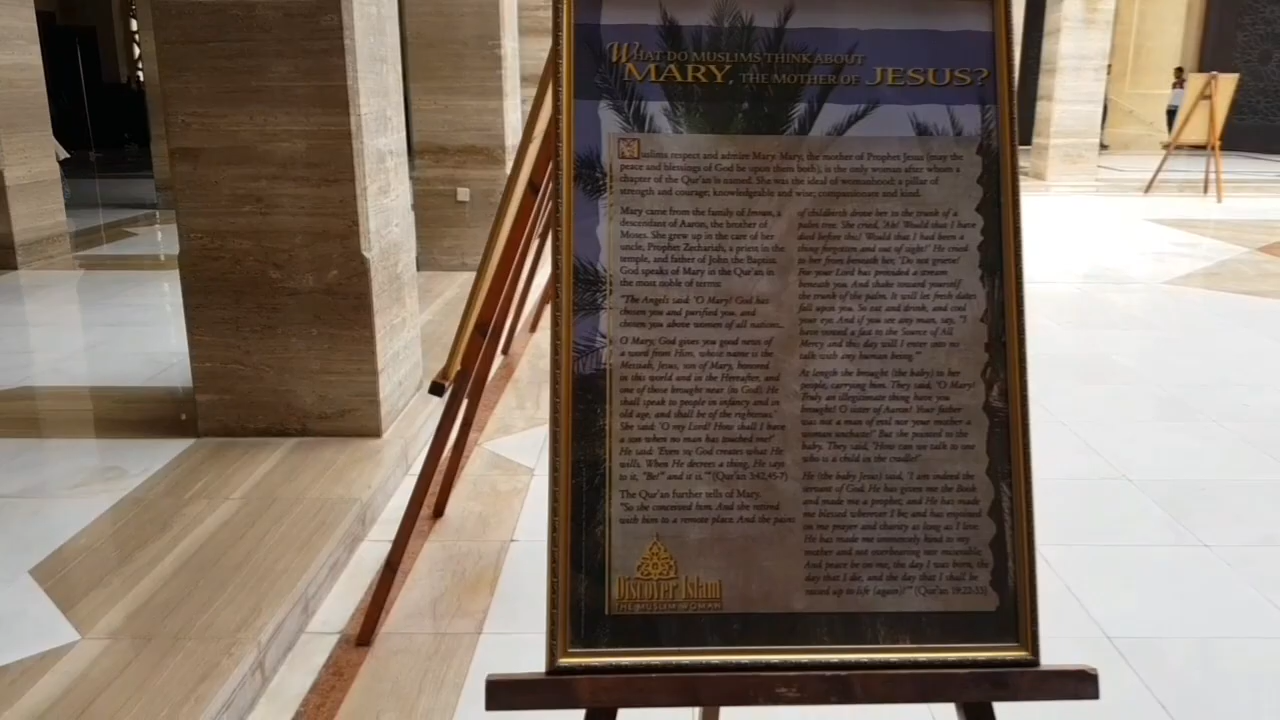 WHAT DO MUSLIMS THINK ABOUT
MARY, THE MOTHER OF JESUS?
Muslims respect and admire Mary. Mary, the mother of Prophet Jesus (may the
peace and blessings of God be upon them both), is the only woman after whom a
chapter of the Qur'an is named. She was the ideal of womanhood; a pillar of
strength and courage; knowledgable and wise; compassionate and kind.
Mary came from the family of Imran, a
descendant of Aaron, the brother of
Moses. She grew up in the care of her
uncle, Prophet Zechariah, a priest in the
temple, and father of John the Baptist.
God speaks of Mary in the Qur'an in
the most noble of terms:
"The Angels said: 'O Mary! God has
chosen you and purified you, and
chosen you above women of all nations...
O Mary, God gives you good news of
a word from Him, whose name is the
Messiah, Jesus, son of Mary, honored
in this world and in the Hereafter, and
one of those brought near (to God). He
shall speak to people in infancy and in
old age, and shall be of the righteous.'
She said: 'O my Lord! How shall I have
a son when no man has touched me?'
He said: 'Even so God creates what He
wills. When He decrees a thing, He says
to it, "Be!" and it is.'" (Qur'an 3:42,45-7)
The Qur'an further tells of Mary.
"So she conceived him. And she retired
with him to a remote place. And the pains
of childbirth drove her to the trunk of a
palm tree. She cried, 'Ah! Would that I have
died before this! Would that I had been a
thing forgotten and out of sight!' He cried
to her from beneath her, 'Do not grieve!
For your Lord has provided a stream
beneath you. And shake toward yourself
the trunk of the palm. It will let fresh dates
fall upon you. So eat and drink, and cool
your eye. And if you see any man, say, "I
have vowed a fast to the Source of All
Mercy and this day will I enter into no
talk with any human being."'
At length she brought (the baby) to her
people, carrying him. They said, 'O Mary!
Truly an illegitimate thing have you
brought! O sister of Aaron! Your father
was not a man of evil nor your mother a
woman unchaste!' But she pointed to the
baby. They said, 'How can we talk to one
who is a child in the cradle?'
He (the baby Jesus) said, 'I am indeed the
servant of God. He has given me the Book
and made me a prophet, and He has made
me blessed wherever I be; and has enjoined
on me prayer and charity as long as I live.
He has made me immensely kind to my
mother and not overbearing nor miserable.
And peace be on me, the day I was born, the
day that I die, and the day that I shall be
raised up to life (again)!'" (Qur'an 19:22-33)
Discover Islam
THE MUSLIM WOMAN